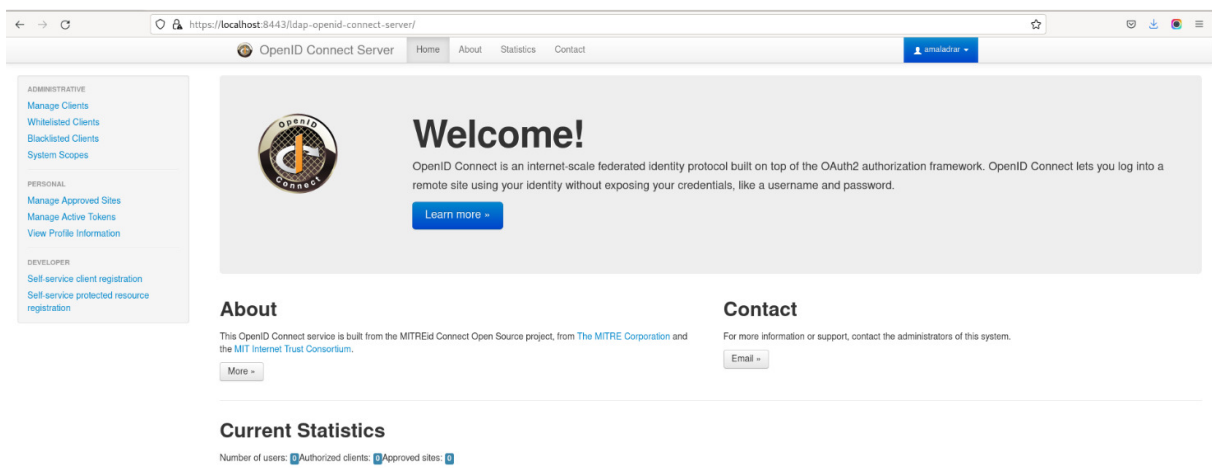 https://localhost:8443/ldap-openid-connect-server/
OpenID Connect Server Home About Statistics Contact amaladrar
ADMINISTRATIVE
Manage Clients
Whitelisted Clients
Blacklisted Clients
System Scopes
PERSONAL
Manage Approved Sites
Manage Active Tokens
View Profile Information
DEVELOPER
Self-service client registration
Self-service protected resource
registration
OpenID
Connect
Welcome!
OpenID Connect is an internet-scale federated identity protocol built on top of the OAuth2 authorization framework. OpenID Connect lets you log into a
remote site using your identity without exposing your credentials, like a username and password.
Learn more »
About
This OpenID Connect service is built from the MITREid Connect Open Source project, from The MITRE Corporation and
the MIT Internet Trust Consortium.
More »
Contact
For more information or support, contact the administrators of this system.
Email »
Current Statistics
Number of users: 0 Authorized clients: 0 Approved sites: 0